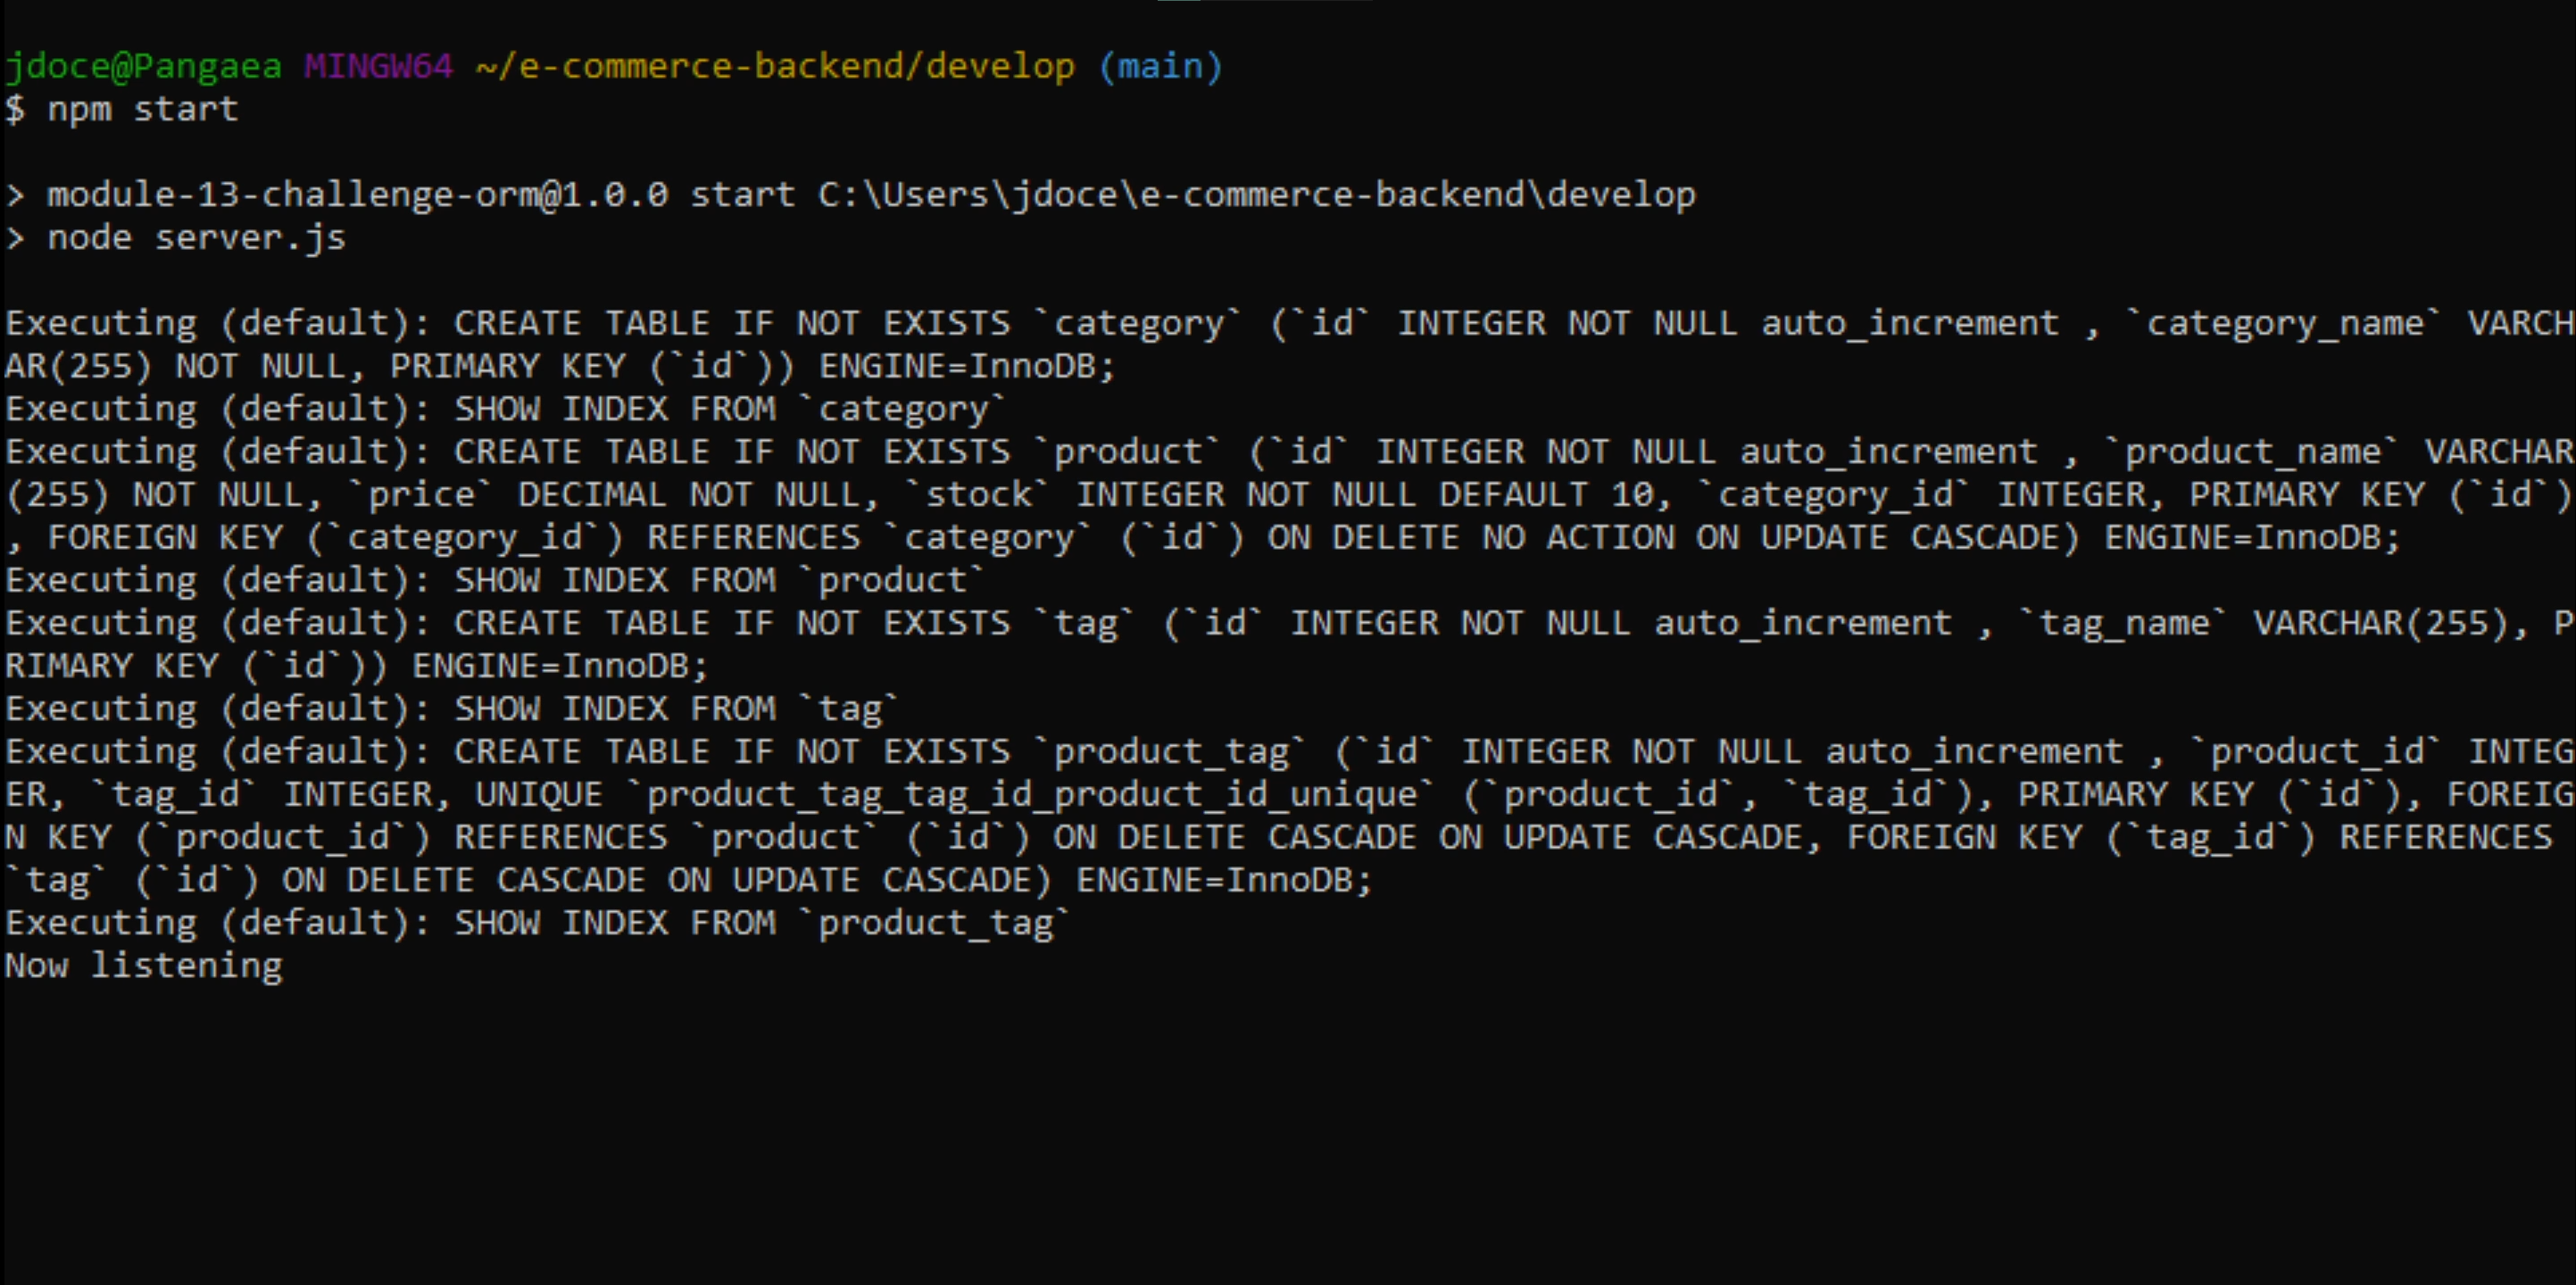 jdoce@Pangaea MINGW64 ~/e-commerce-backend/develop (main)
$ npm start
> module-13-challenge-orm@1.0.0 start C:\Users\jdoce\e-commerce-backend\develop
> node server.js
Executing (default): CREATE TABLE IF NOT EXISTS `category` (`id` INTEGER NOT NULL auto_increment , `category_name` VARCH
AR(255) NOT NULL, PRIMARY KEY (`id`)) ENGINE=InnoDB;
Executing (default): SHOW INDEX FROM `category`
Executing (default): CREATE TABLE IF NOT EXISTS `product` (`id` INTEGER NOT NULL auto_increment , `product_name` VARCHAR
(255) NOT NULL, `price` DECIMAL NOT NULL, `stock` INTEGER NOT NULL DEFAULT 10, `category_id` INTEGER, PRIMARY KEY (`id`)
, FOREIGN KEY (`category_id`) REFERENCES `category` (`id`) ON DELETE NO ACTION ON UPDATE CASCADE) ENGINE=InnoDB;
Executing (default): SHOW INDEX FROM `product`
Executing (default): CREATE TABLE IF NOT EXISTS `tag` (`id` INTEGER NOT NULL auto_increment , `tag_name` VARCHAR(255), P
RIMARY KEY (`id`)) ENGINE=InnoDB;
Executing (default): SHOW INDEX FROM `tag`
Executing (default): CREATE TABLE IF NOT EXISTS `product_tag` (`id` INTEGER NOT NULL auto_increment , `product_id` INTEG
ER, `tag_id` INTEGER, UNIQUE `product_tag_tag_id_product_id_unique` (`product_id`, `tag_id`), PRIMARY KEY (`id`), FOREIG
N KEY (`product_id`) REFERENCES `product` (`id`) ON DELETE CASCADE ON UPDATE CASCADE, FOREIGN KEY (`tag_id`) REFERENCES
`tag` (`id`) ON DELETE CASCADE ON UPDATE CASCADE) ENGINE=InnoDB;
Executing (default): SHOW INDEX FROM `product_tag`
Now listening